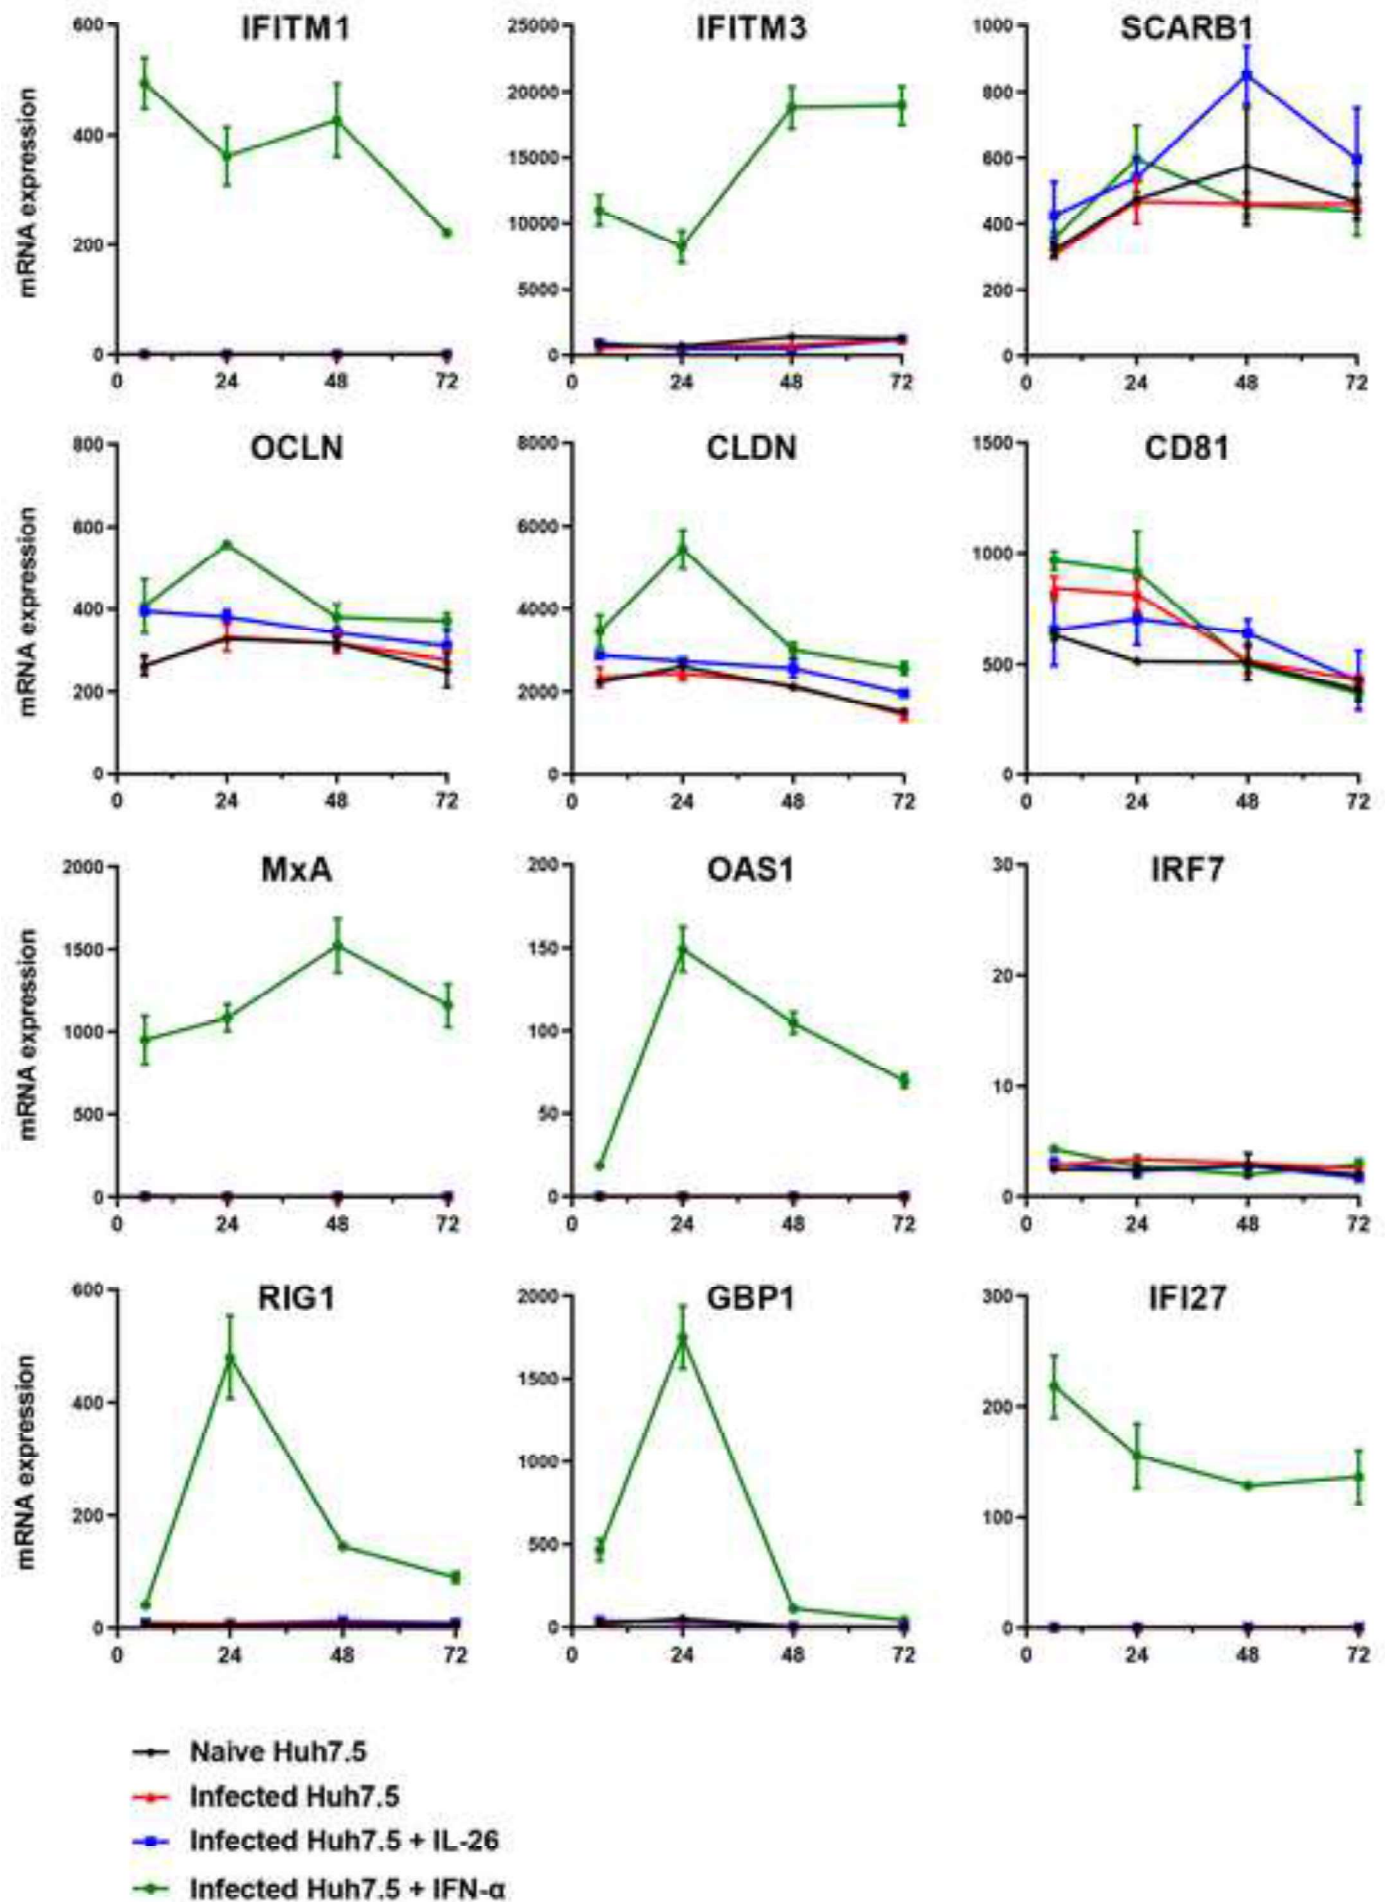 IFITM1 IFITM3 SCARB1
mRNA expression
600
400
200
0
0 24 48 72
25000
20000
15000
10000
5000
0
0 24 48 72
1000
800
600
400
200
0
0 24 48 72
OCLN CLDN CD81
mRNA expression
800
600
400
200
0
0 24 48 72
8000
6000
4000
2000
0
0 24 48 72
1500
1000
500
0
0 24 48 72
MxA OAS1 IRF7
mRNA expression
2000
1500
1000
500
0
0 24 48 72
200
150
100
50
0
0 24 48 72
30
20
10
0
0 24 48 72
RIG1 GBP1 IFI27
mRNA expression
600
400
200
0
0 24 48 72
2000
1500
1000
500
0
0 24 48 72
300
200
100
0
0 24 48 72
Naive Huh7.5
Infected Huh7.5
Infected Huh7.5 + IL-26
Infected Huh7.5 + IFN-α